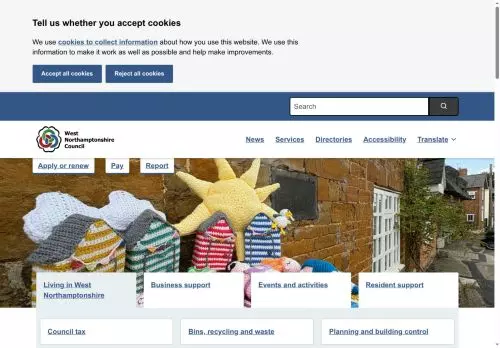 Tell us whether you accept cookies
We use cookies to collect information about how you use this website. We use this
information to make it work as well as possible and help make improvements.
Accept all cookies
Reject all cookies
Search
West
Northamptonshire
Council
News
Services
Directories
Accessibility
Translate
Apply or renew
Pay
Report
Living in West
Northamptonshire
Business support
Events and activities
Resident support
Council tax
Bins, recycling and waste
Planning and building control